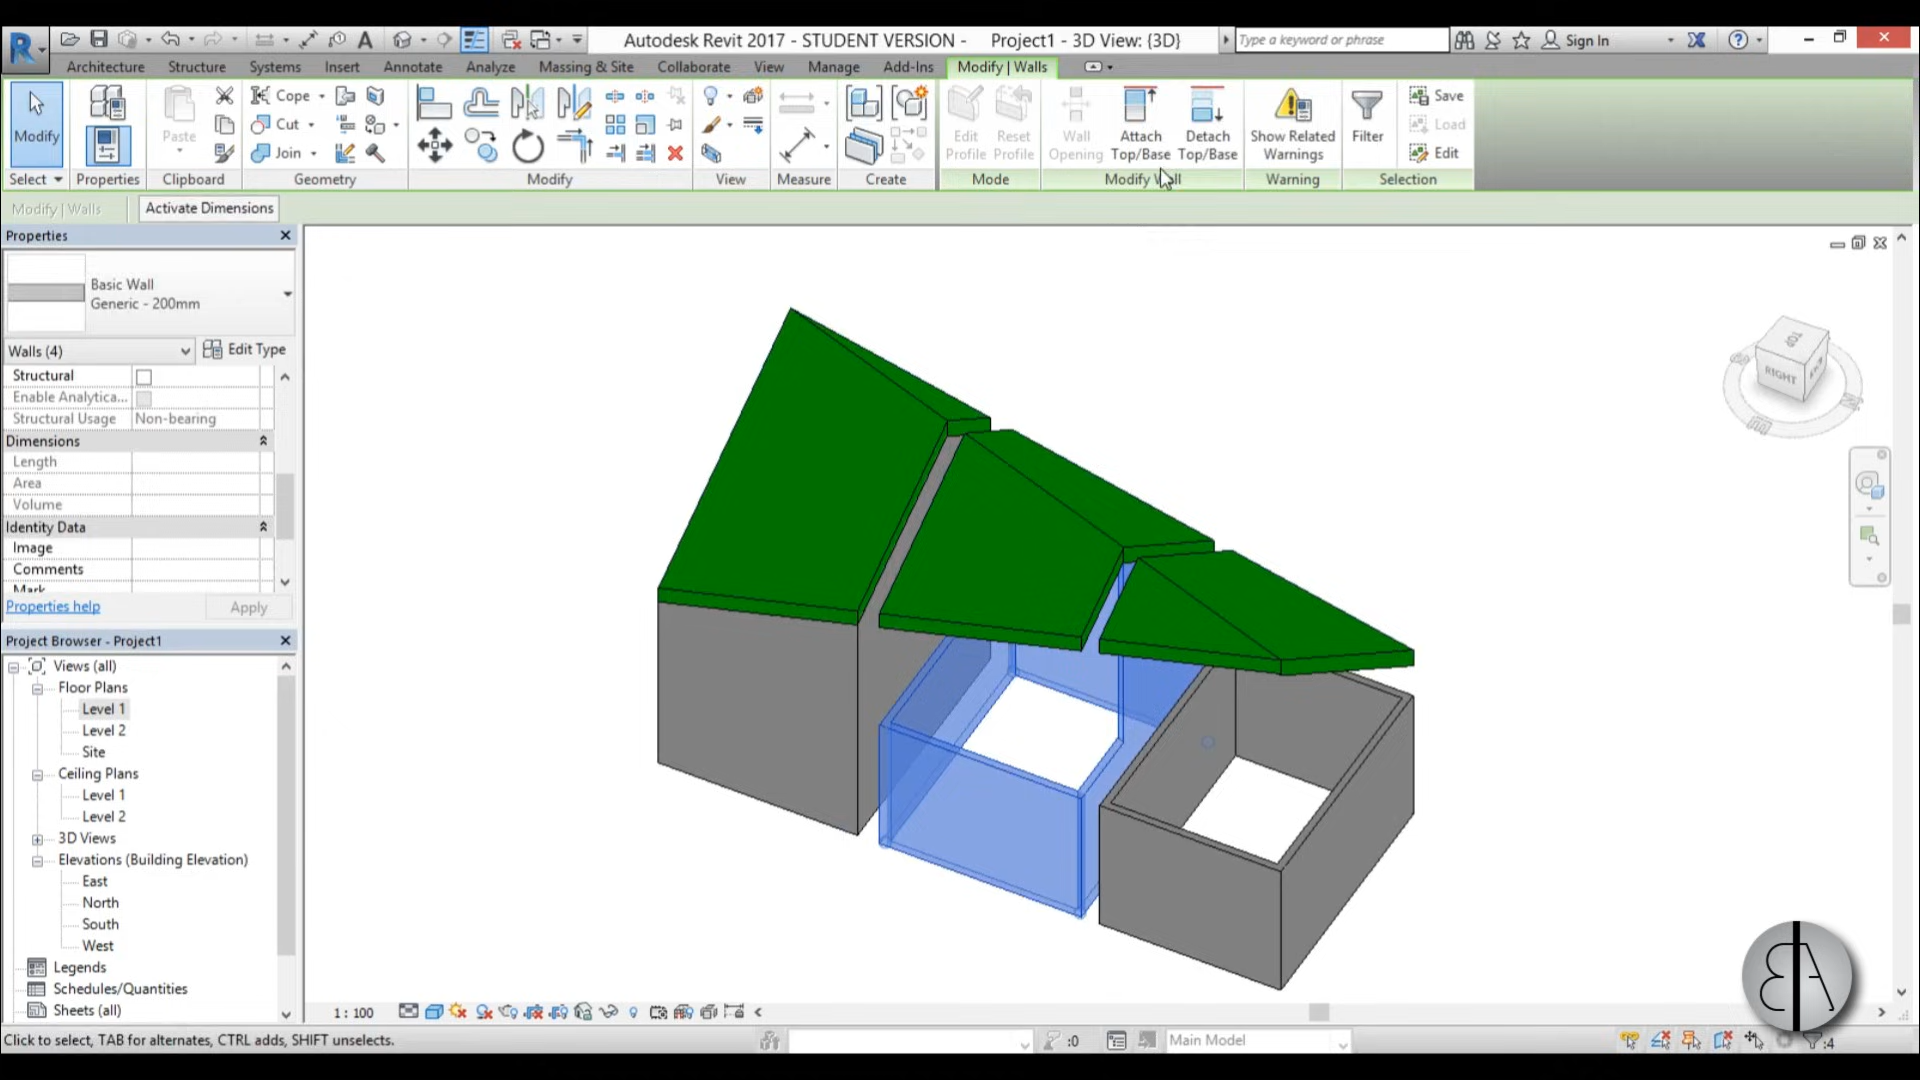 Autodesk Revit 2017 - STUDENT VERSION - Project1 - 3D View: {3D}
Type a keyword or phrase
Sign In
Architecture Structure Systems Insert Annotate Analyze Massing & Site Collaborate View Manage Add-Ins Modify | Walls
Modify
Paste
Cope
Cut
Join
Edit Profile
Reset Profile
Wall Opening
Attach Top/Base
Detach Top/Base
Show Related Warnings
Filter
Save
Load
Edit
Select Properties Clipboard Geometry Modify View Measure Create Mode Modify Wall Warning Selection
Modify | Walls
Activate Dimensions
Properties
Basic Wall
Generic - 200mm
Walls (4)
Edit Type
Structural
Enable Analytica...
Structural Usage Non-bearing
Dimensions
Length
Area
Volume
Identity Data
Image
Comments
Mark
Properties help
Apply
Project Browser - Project1
Views (all)
Floor Plans
Level 1
Level 2
Site
Ceiling Plans
Level 1
Level 2
3D Views
Elevations (Building Elevation)
East
North
South
West
Legends
Schedules/Quantities
Sheets (all)
TOP
RIGHT
1 : 100
Click to select, TAB for alternates, CTRL adds, SHIFT unselects.
:0
Main Model
:4